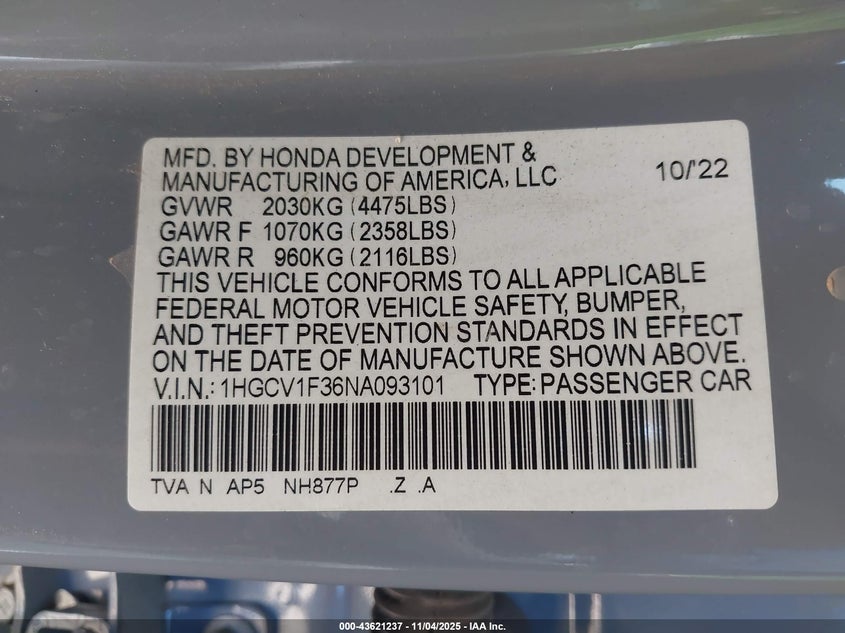 MFD. BY HONDA DEVELOPMENT &
MANUFACTURING OF AMERICA, LLC 10/'22
GVWR 2030KG (4475LBS)
GAWR F 1070KG (2358LBS)
GAWR R 960KG (2116LBS)
THIS VEHICLE CONFORMS TO ALL APPLICABLE
FEDERAL MOTOR VEHICLE SAFETY, BUMPER,
AND THEFT PREVENTION STANDARDS IN EFFECT
ON THE DATE OF MANUFACTURE SHOWN ABOVE.
V.I.N.: 1HGCV1F36NA093101 TYPE: PASSENGER CAR
TVA N AP5 NH877P .Z .A
000-43621237 - 11/04/2025 - IAA Inc.